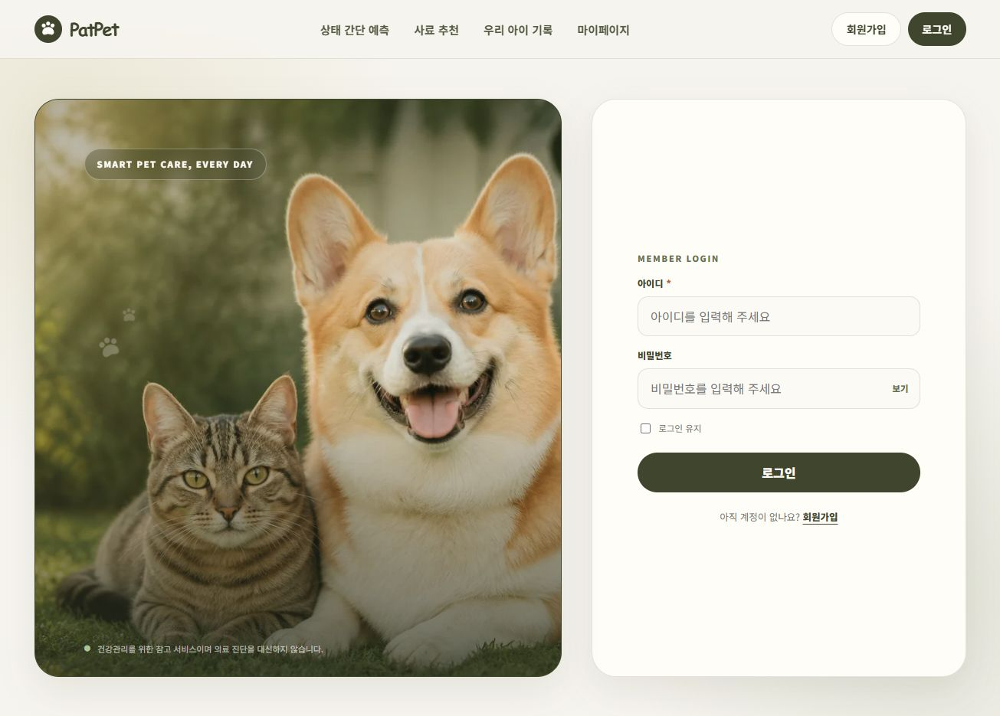 PatPet
상태 간단 예측
사료 추천
우리 아이 기록
마이페이지
회원가입
로그인
SMART PET CARE, EVERY DAY
건강관리를 위한 참고 서비스이며 의료 진단을 대신하지 않습니다.
MEMBER LOGIN
아이디 *
아이디를 입력해 주세요
비밀번호
비밀번호를 입력해 주세요
보기
로그인 유지
로그인
아직 계정이 없나요? 회원가입